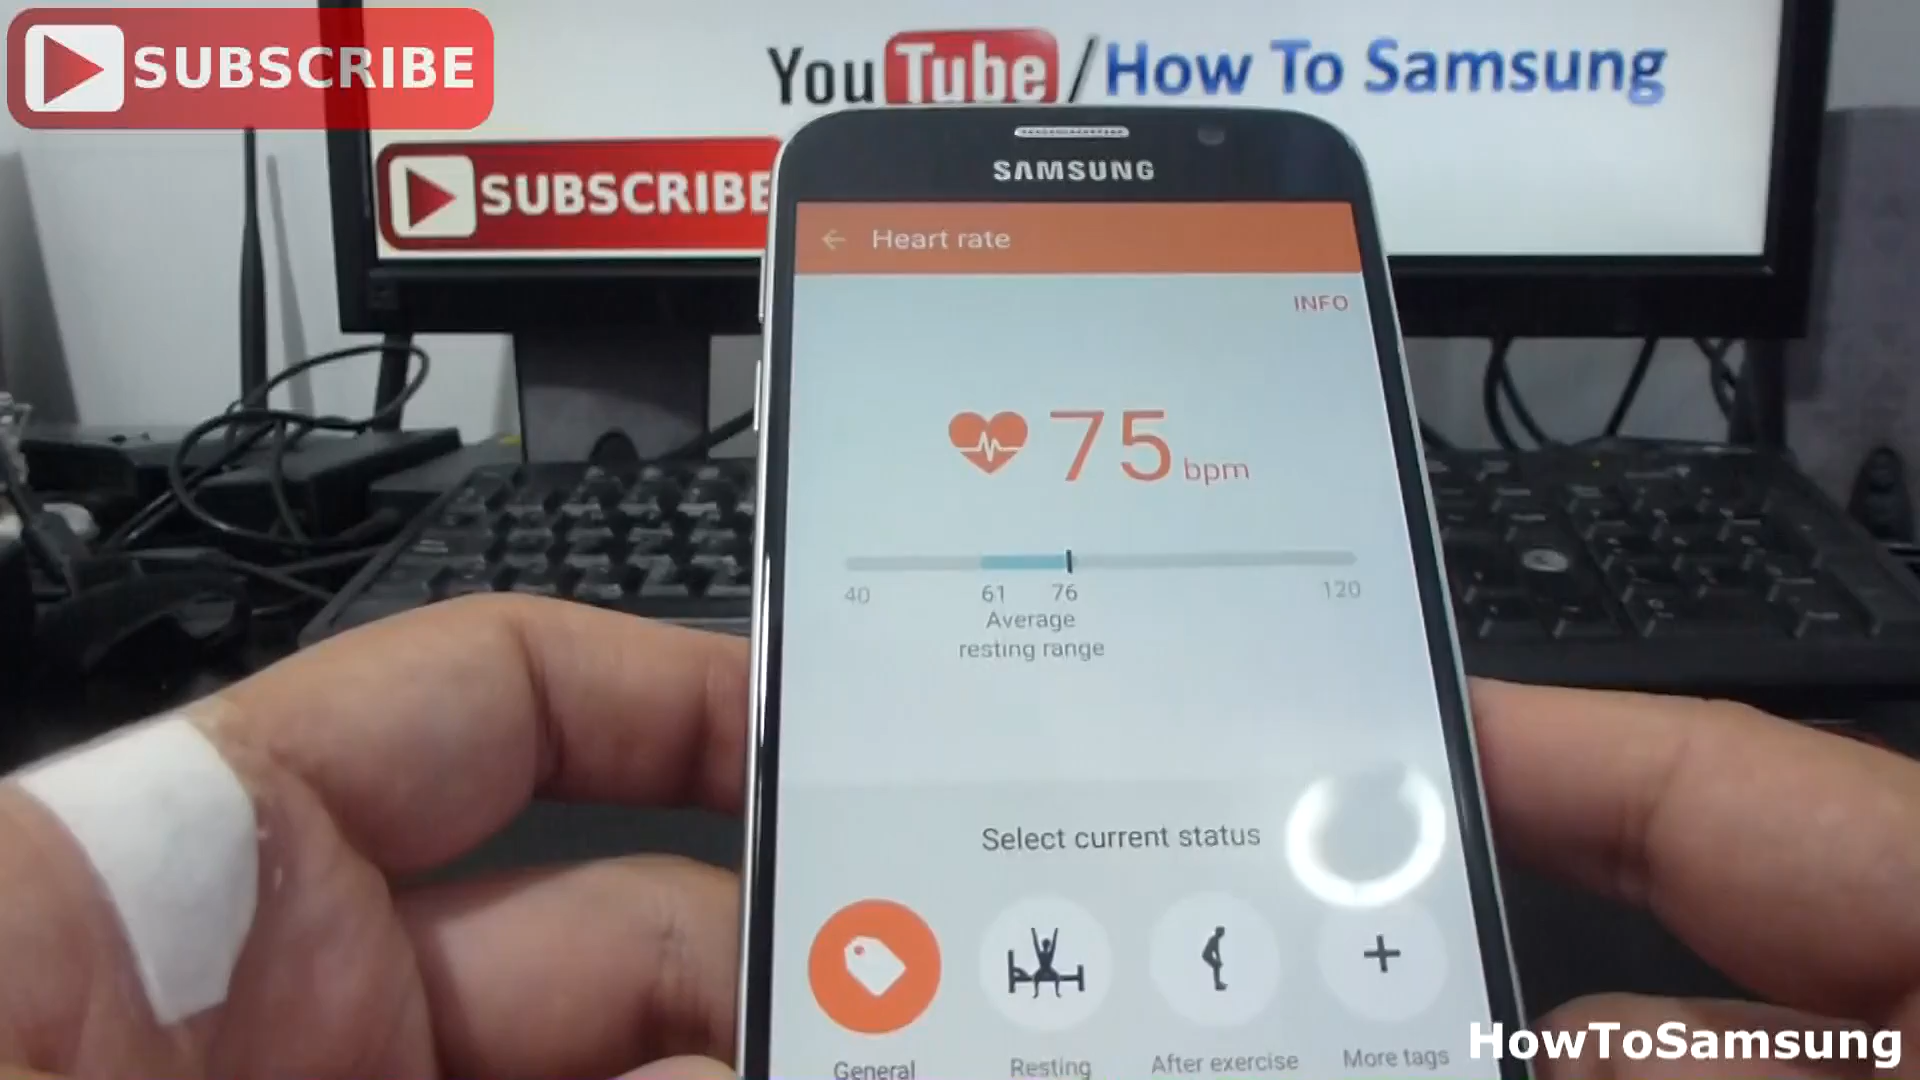 SUBSCRIBE
YouTube/How To Samsung
SUBSCRIBE
SAMSUNG
Heart rate
INFO
75 bpm
40 61 76 120
Average
resting range
Select current status
General Resting After exercise More tags
HowToSamsung